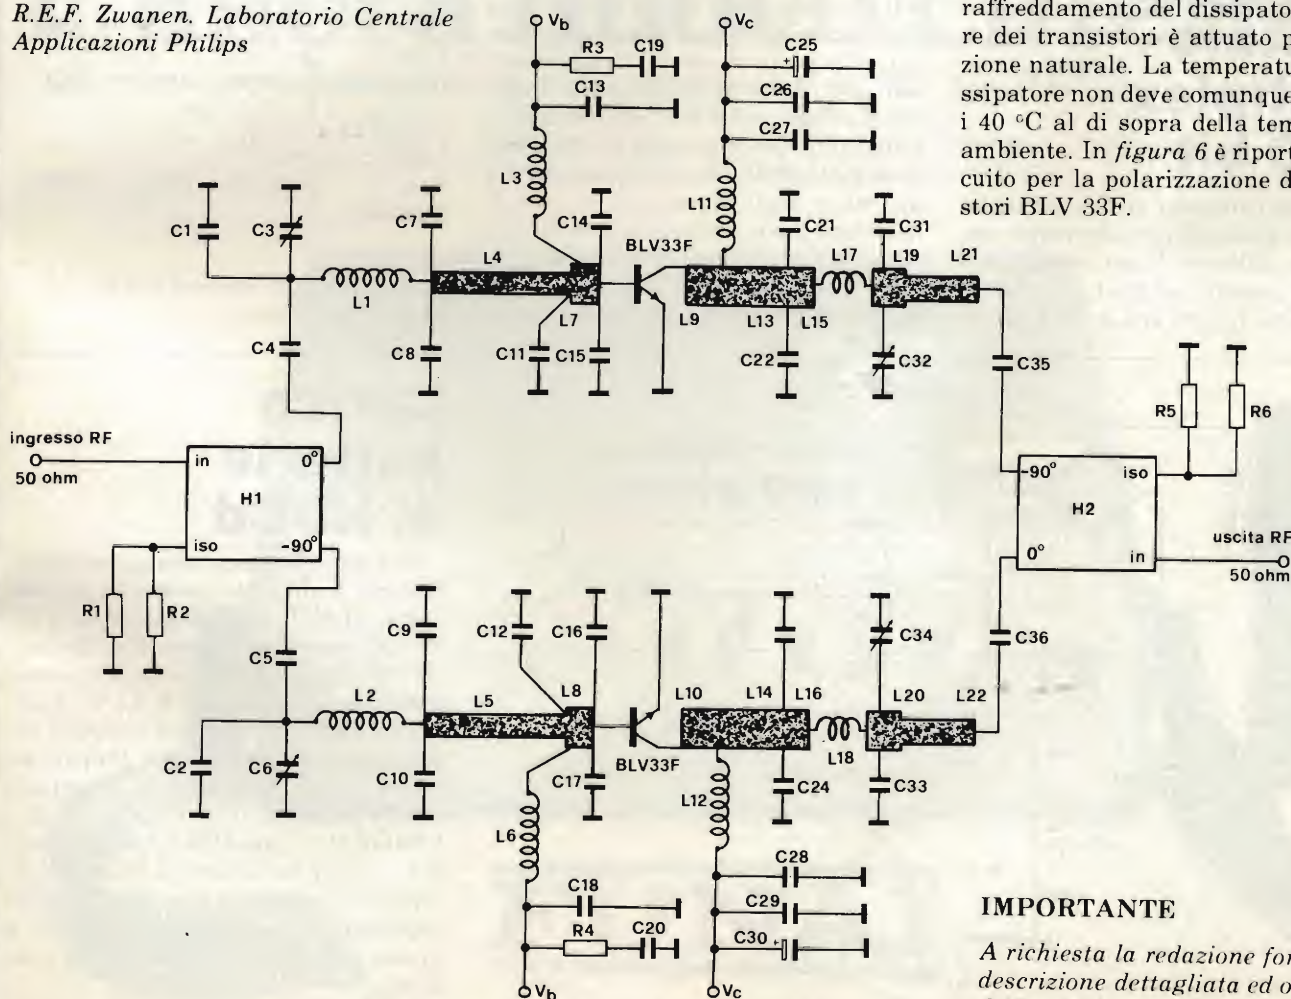 R.E.F. Zwanen. Laboratorio Centrale
Applicazioni Philips
raffreddamento del dissipato
re dei transistori è attuato p
zione naturale. La temperatu
ssipatore non deve comunque
i 40 °C al di sopra della tem
ambiente. In figura 6 è riport
cuito per la polarizzazione d
stori BLV 33F.
Vb
Vc
R3
C19
C13
C25
+
C26
C27
L3
L11
C1
C3
C7
C14
BLV33F
C21
C31
L1
L4
L7
L9
L13
L15
L17
L19
L21
C4
C8
C11
C15
C22
C32
C35
R5
R6
ingresso RF
50 ohm
in
0°
H1
iso
-90°
-90°
iso
H2
0°
in
uscita RF
50 ohm
R1
R2
C5
C9
C12
C16
C34
C36
L2
L5
L8
L10
L14
L16
L20
L22
C2
C6
C10
C17
BLV33F
L12
C24
L18
C33
L6
C18
R4
C20
C28
C29
C30
+
Vb
Vc
IMPORTANTE
A richiesta la redazione for
descrizione dettagliata ed o